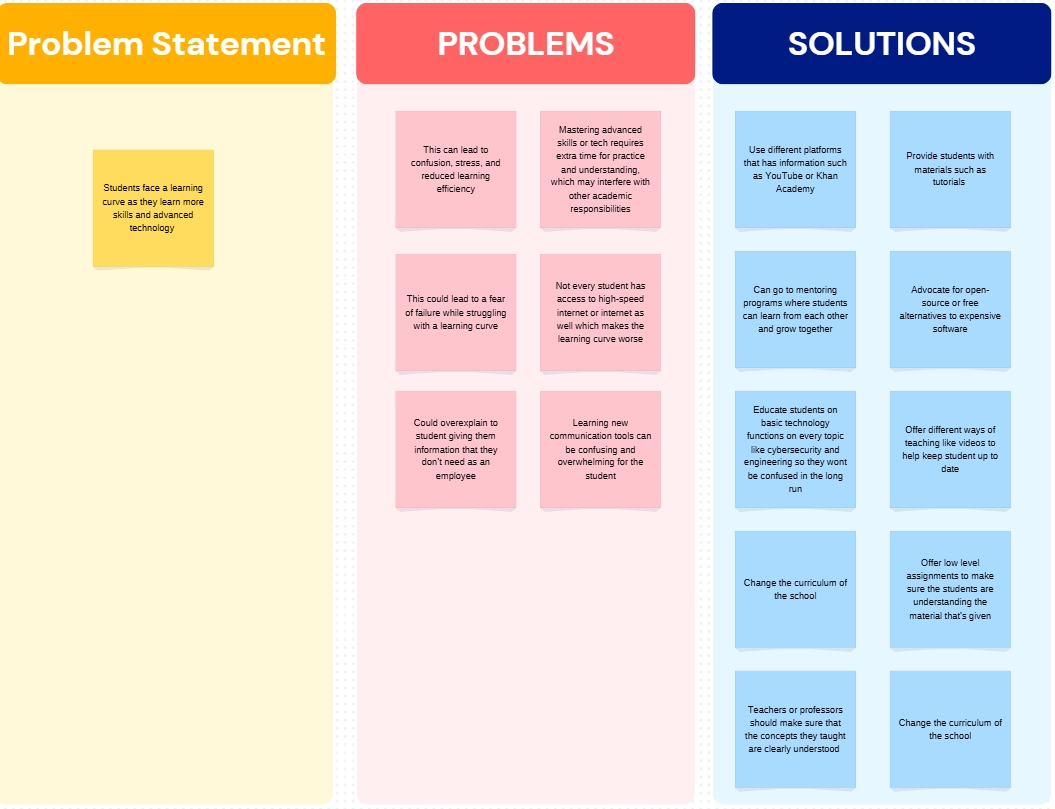 Problem Statement
Students face a learning
curve as they learn more
skills and advanced
technology
PROBLEMS
This can lead to
confusion, stress, and
reduced learning
efficiency
Mastering advanced
skills or tech requires
extra time for practice
and understanding,
which may interfere with
other academic
responsibilities
This could lead to a fear
of failure while struggling
with a learning curve
Not every student has
access to high-speed
internet or internet as
well which makes the
learning curve worse
Could overexplain to
student giving them
information that they
don't need as an
employee
Learning new
communication tools can
be confusing and
overwhelming for the
student
SOLUTIONS
Use different platforms
that has information such
as YouTube or Khan
Academy
Provide students with
materials such as
tutorials
Can go to mentoring
programs where students
can learn from each other
and grow together
Advocate for open-
source or free
alternatives to expensive
software
Educate students on
basic technology
functions on every topic
like cybersecurity and
engineering so they wont
be confused in the long
run
Offer different ways of
teaching like videos to
help keep student up to
date
Change the curriculum of
the school
Offer low level
assignments to make
sure the students are
understanding the
material that's given
Teachers or professors
should make sure that
the concepts they taught
are clearly understood
Change the curriculum of
the school